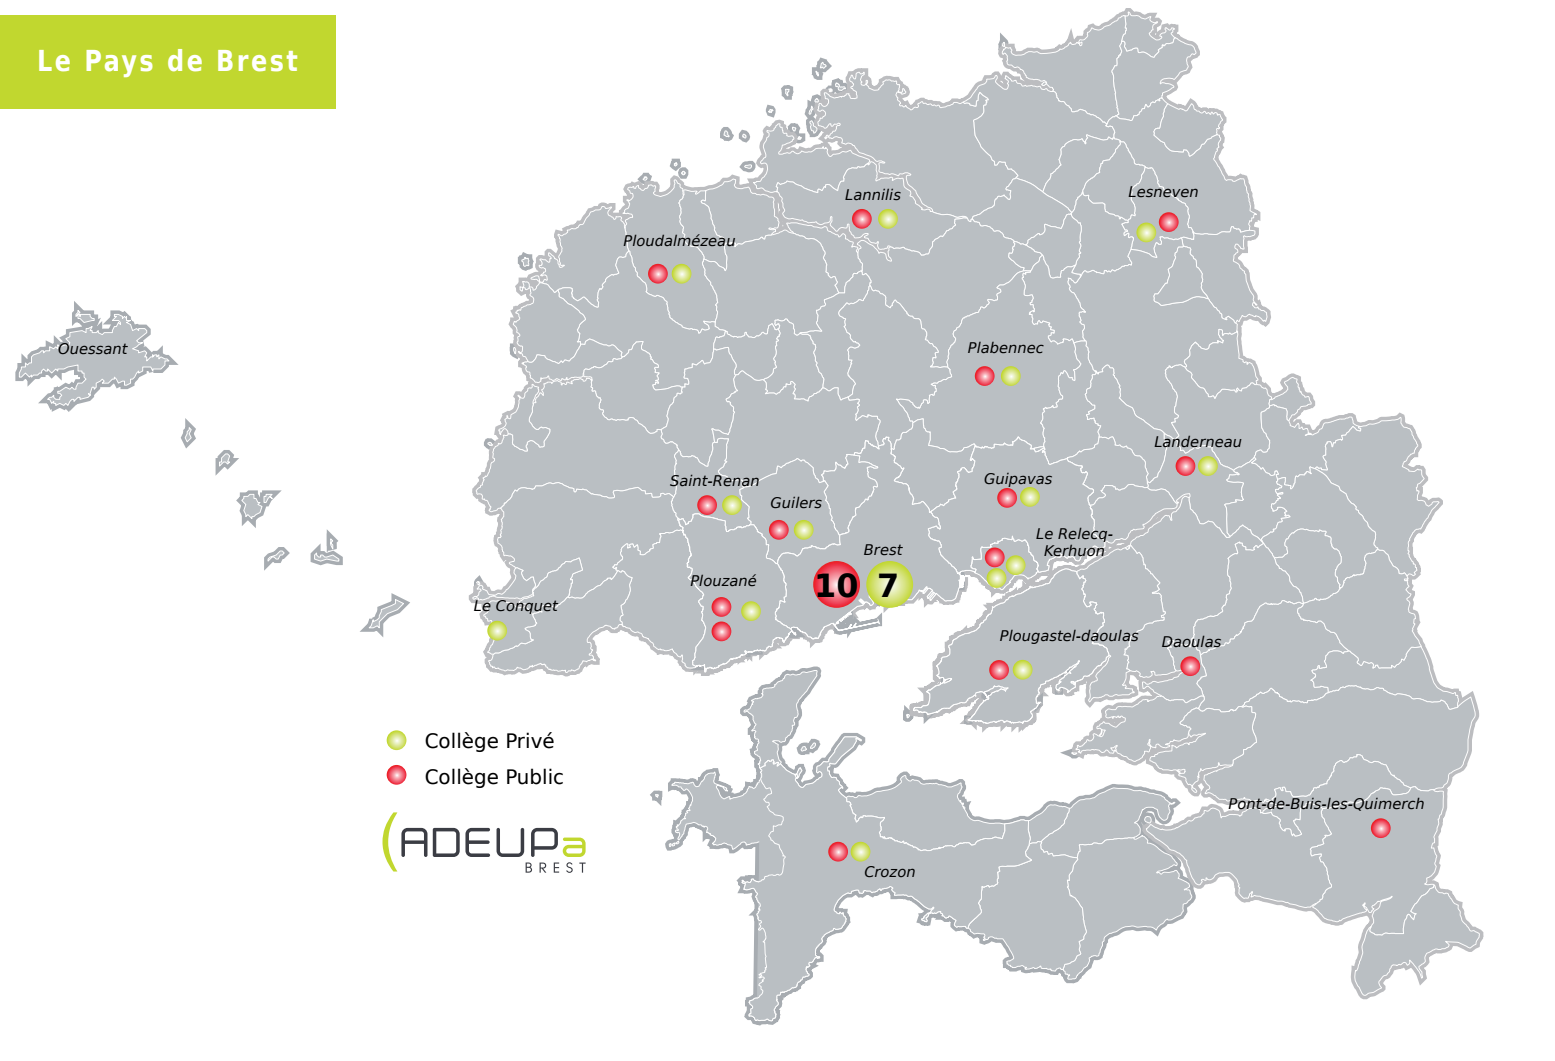 Le Pays de Brest
Lannilis
Lesneven
Ploudalmézeau
Ouessant
Plabennec
Landerneau
Saint-Renan
Guipavas
Guilers
Le Relecq-
Kerhuon
Brest
10
7
Plouzané
Le Conquet
Plougastel-daoulas
Daoulas
Collège Privé
Collège Public
Pont-de-Buis-les-Quimerch
ADEUPa
BREST
Crozon